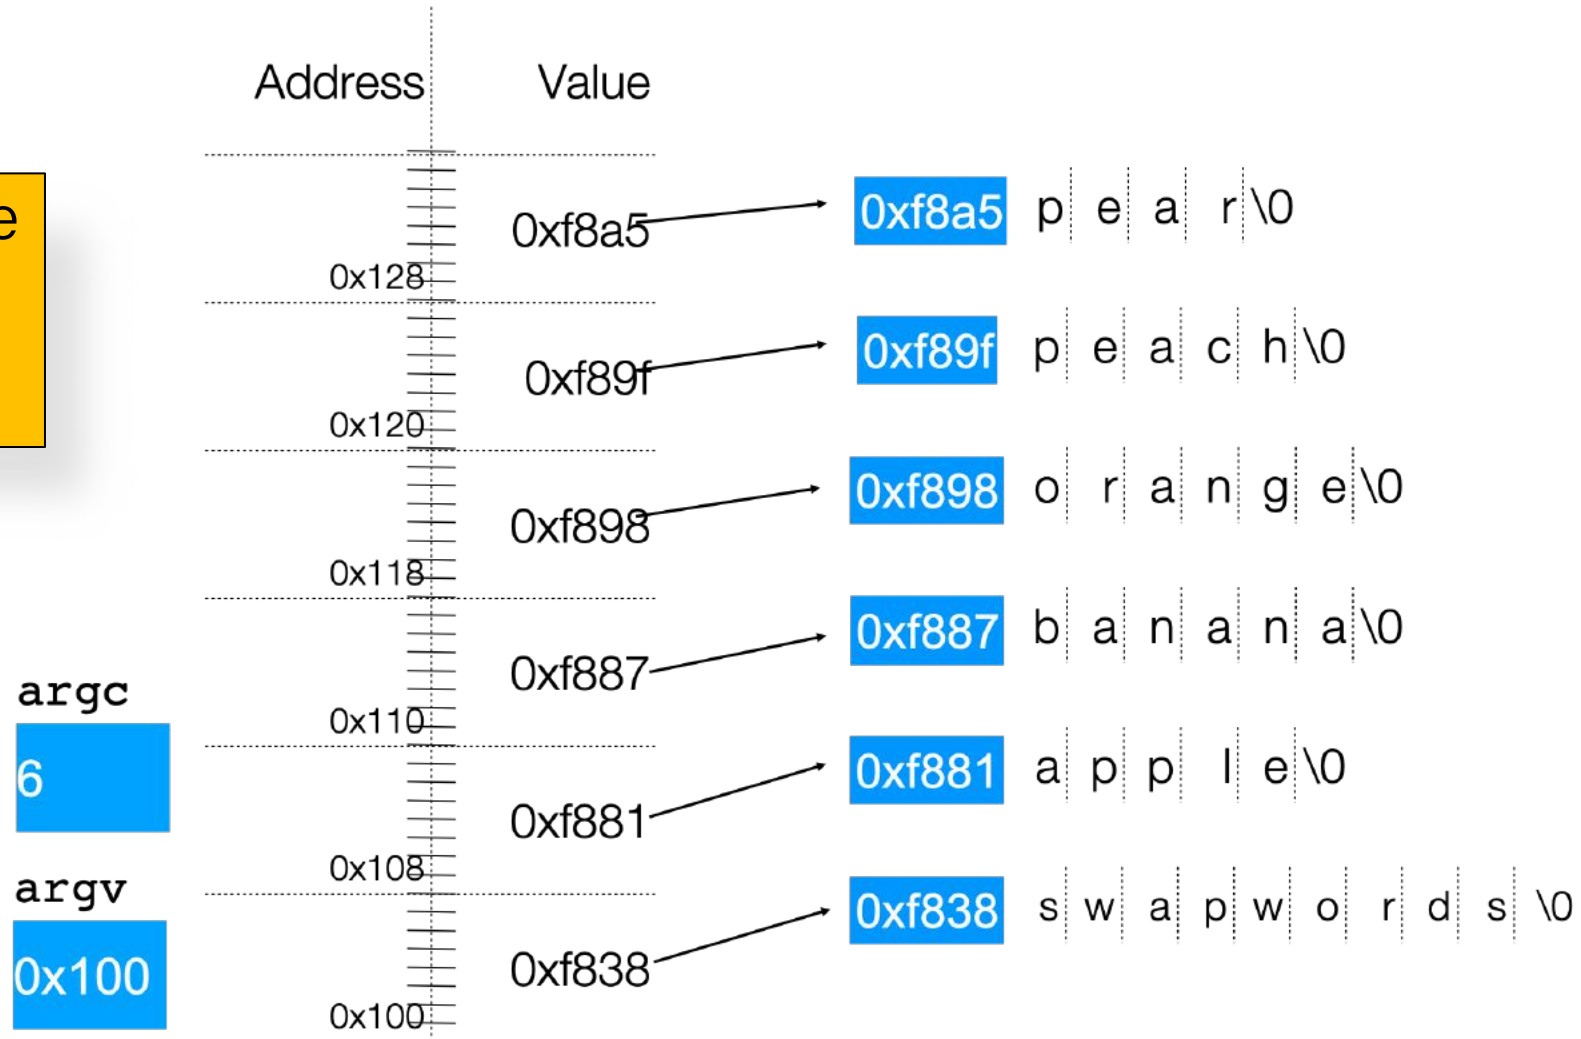 Address Value
e
0xf8a5 0xf8a5 p e a r \0
0x128
0xf89f 0xf89f p e a c h \0
0x120
0xf898 0xf898 o r a n g e \0
0x118
0xf887 0xf887 b a n a n a \0
argc
0x110
6
0xf881 0xf881 a p p l e \0
0x108
argv
0xf838 0xf838 s w a p w o r d s \0
0x100
0x100